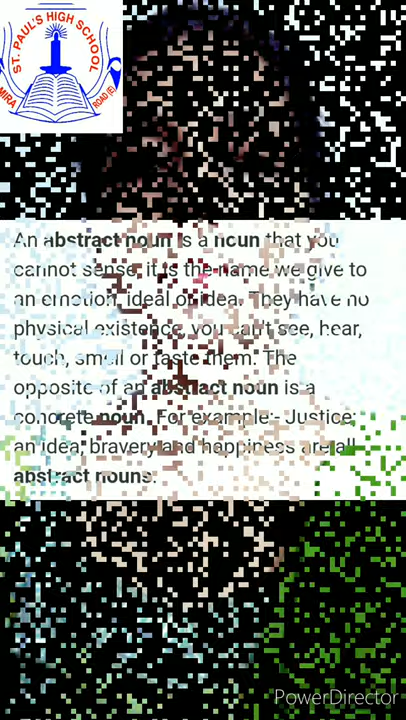 ST. PAUL'S HIGH SCHOOL
MIRA ROAD (E)
An abstract noun is a noun that you
cannot sense, it is the name we give to
an emotion, ideal or idea. They have no
physical existence, you can't see, hear,
touch, smell or taste them. The
opposite of an abstract noun is a
concrete noun. For example:- Justice;
an idea, bravery and happiness are all
abstract nouns.
PowerDirector